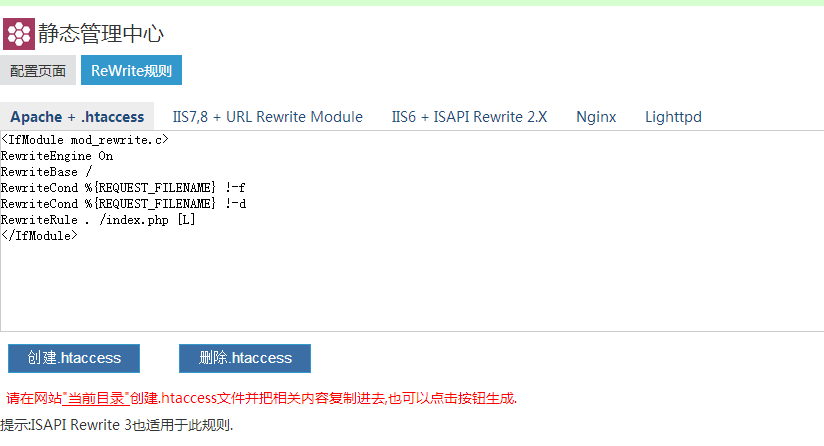 静态管理中心
配置页面 ReWrite规则
Apache + .htaccess IIS7,8 + URL Rewrite Module IIS6 + ISAPI Rewrite 2.X Nginx Lighttpd
<IfModule mod_rewrite.c>
RewriteEngine On
RewriteBase /
RewriteCond %{REQUEST_FILENAME} !-f
RewriteCond %{REQUEST_FILENAME} !-d
RewriteRule . /index.php [L]
</IfModule>
创建.htaccess 删除.htaccess
请在网站"当前目录"创建.htaccess文件并把相关内容复制进去,也可以点击按钮生成.
提示:ISAPI Rewrite 3也适用于此规则.